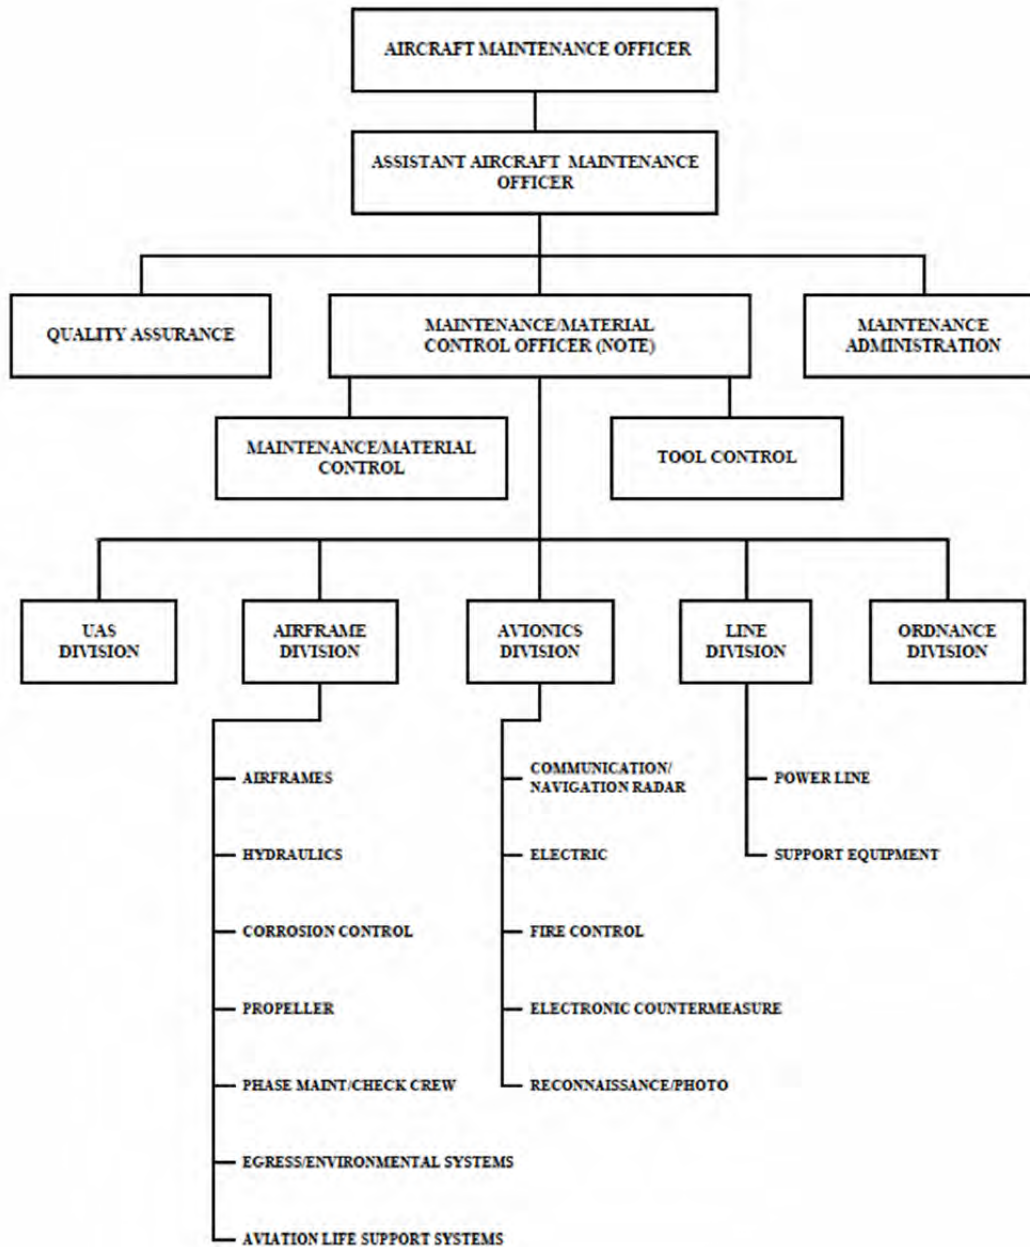 AIRCRAFT MAINTENANCE OFFICER
ASSISTANT AIRCRAFT MAINTENANCE
OFFICER
QUALITY ASSURANCE
MAINTENANCE/MATERIAL
CONTROL OFFICER (NOTE)
MAINTENANCE
ADMINISTRATION
MAINTENANCE/MATERIAL
CONTROL
TOOL CONTROL
UAS
DIVISION
AIRFRAME
DIVISION
AVIONICS
DIVISION
LINE
DIVISION
ORDNANCE
DIVISION
AIRFRAMES
HYDRAULICS
CORROSION CONTROL
PROPELLER
PHASE MAINT/CHECK CREW
EGRESS/ENVIRONMENTAL SYSTEMS
AVIATION LIFE SUPPORT SYSTEMS
COMMUNICATION/
NAVIGATION RADAR
ELECTRIC
FIRE CONTROL
ELECTRONIC COUNTERMEASURE
RECONNAISSANCE/PHOTO
POWER LINE
SUPPORT EQUIPMENT